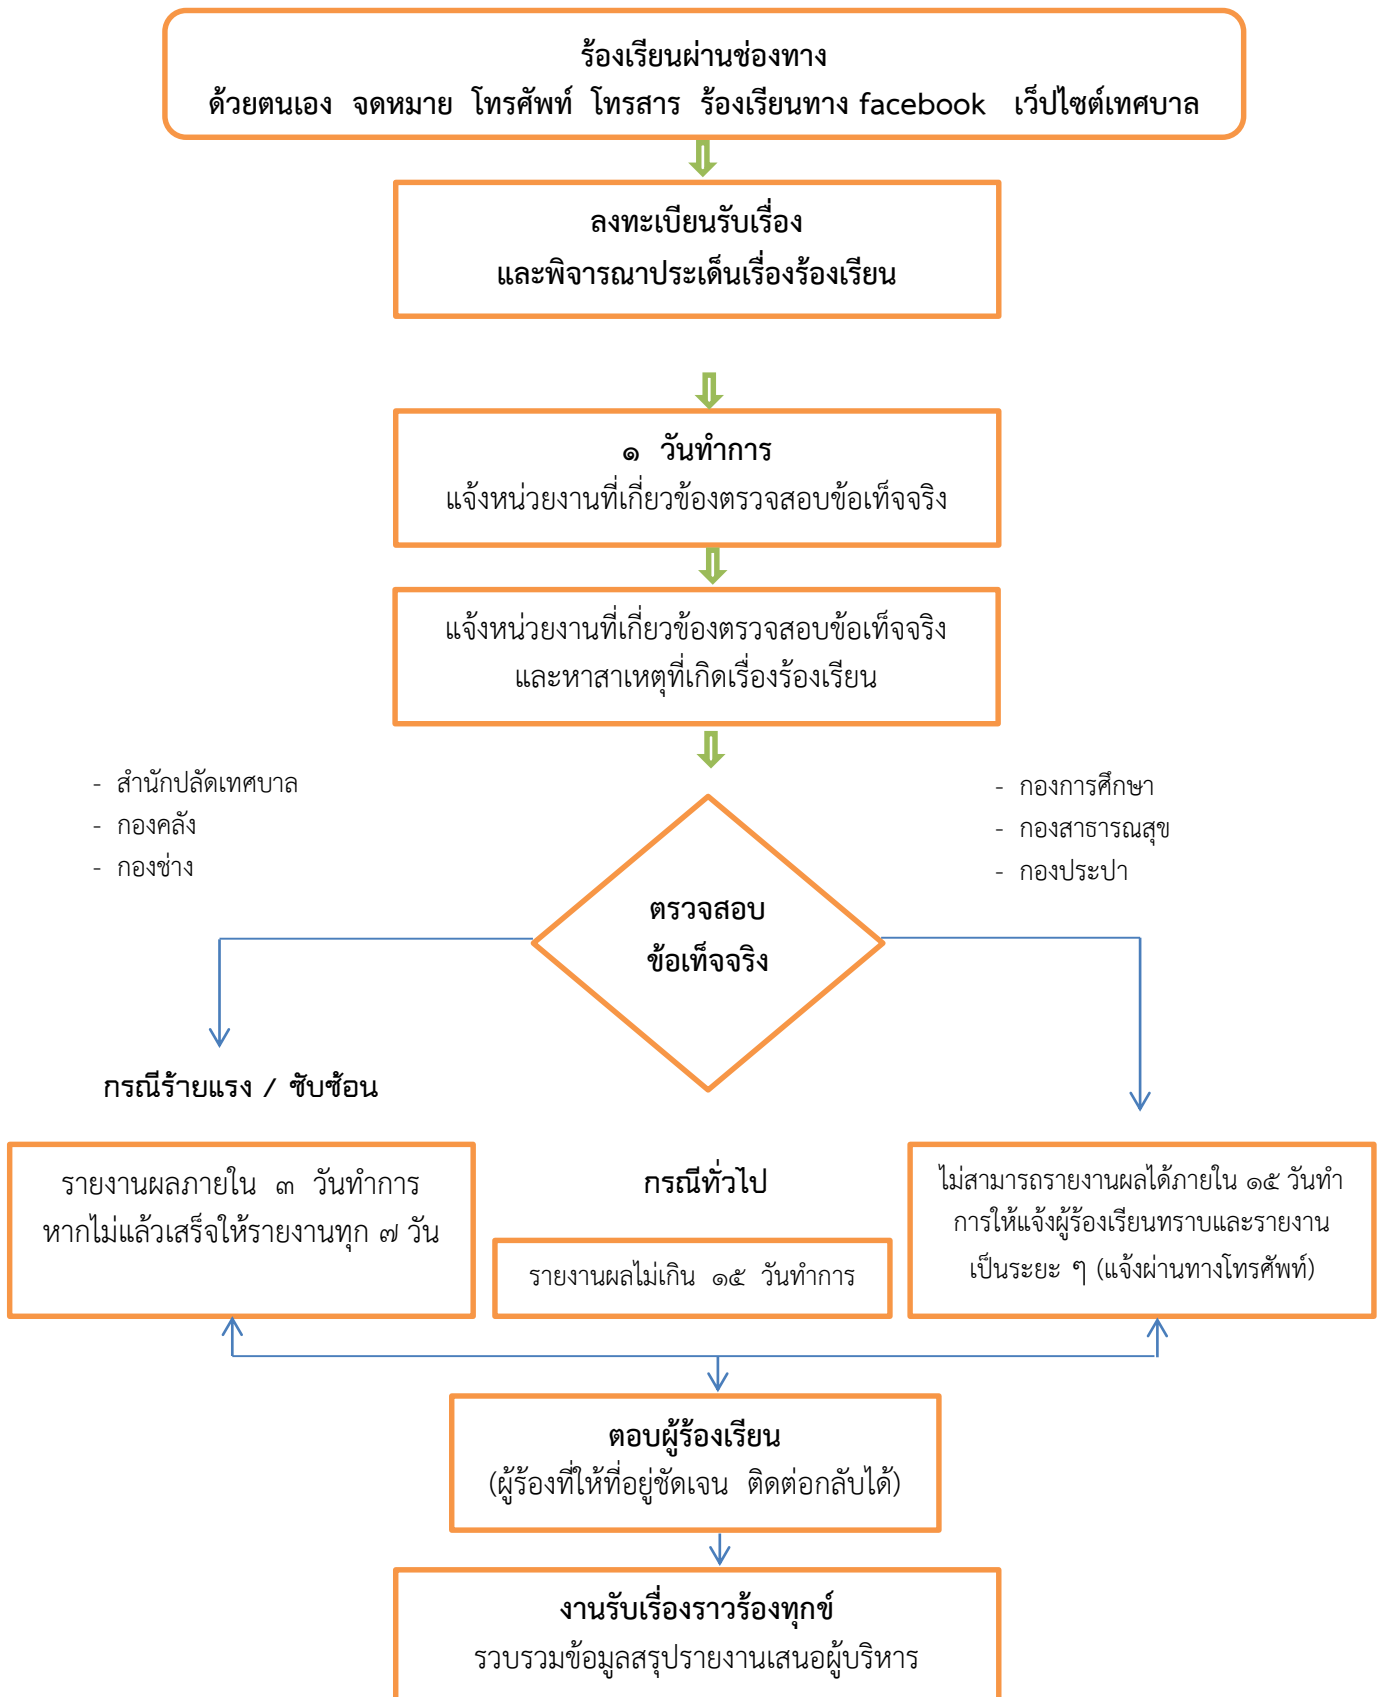 ร้องเรียนผ่านช่องทาง
ด้วยตนเอง จดหมาย โทรศัพท์ โทรสาร ร้องเรียนทาง facebook เว็ปไซต์เทศบาล
ลงทะเบียนรับเรื่อง
และพิจารณาประเด็นเรื่องร้องเรียน
๑ วันทำการ
แจ้งหน่วยงานที่เกี่ยวข้องตรวจสอบข้อเท็จจริง
แจ้งหน่วยงานที่เกี่ยวข้องตรวจสอบข้อเท็จจริง
และหาสาเหตุที่เกิดเรื่องร้องเรียน
- สำนักปลัดเทศบาล
- กองคลัง
- กองช่าง
- กองการศึกษา
- กองสาธารณสุข
- กองประปา
ตรวจสอบ
ข้อเท็จจริง
กรณีร้ายแรง / ซับซ้อน
รายงานผลภายใน ๓ วันทำการ
หากไม่แล้วเสร็จให้รายงานทุก ๗ วัน
กรณีทั่วไป
รายงานผลไม่เกิน ๑๕ วันทำการ
ไม่สามารถรายงานผลได้ภายใน ๑๕ วันทำ
การให้แจ้งผู้ร้องเรียนทราบและรายงาน
เป็นระยะ ๆ (แจ้งผ่านทางโทรศัพท์)
ตอบผู้ร้องเรียน
(ผู้ร้องที่ให้ที่อยู่ชัดเจน ติดต่อกลับได้)
งานรับเรื่องราวร้องทุกข์
รวบรวมข้อมูลสรุปรายงานเสนอผู้บริหาร